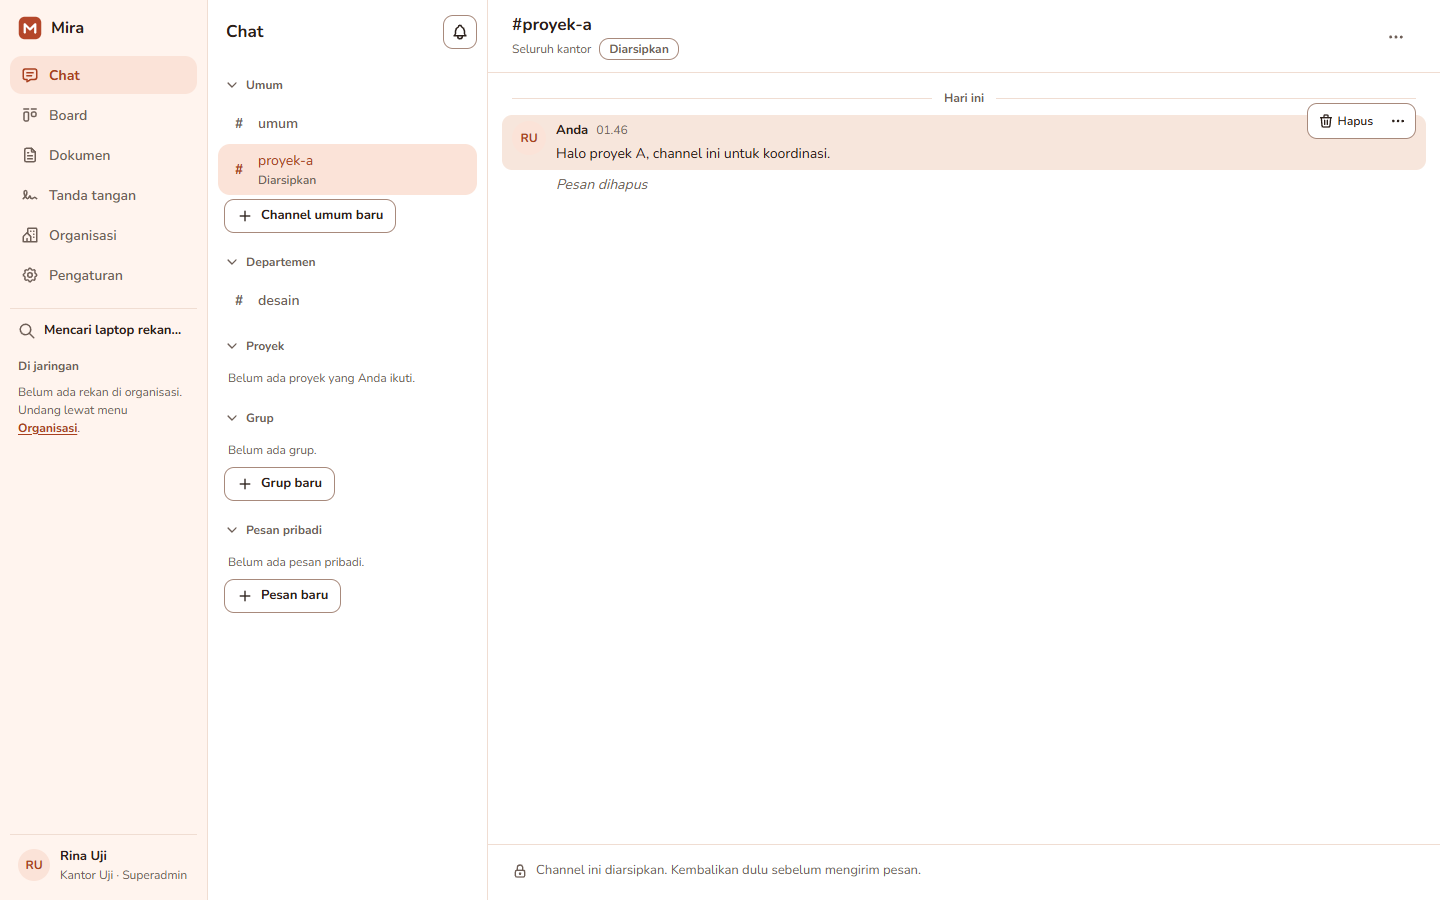 Mira
Chat
Board
Dokumen
Tanda tangan
Organisasi
Pengaturan
Mencari laptop rekan...
Di jaringan
Belum ada rekan di organisasi.
Undang lewat menu
Organisasi.
RU
Rina Uji
Kantor Uji · Superadmin
Chat
Umum
# umum
# proyek-a
Diarsipkan
Channel umum baru
Departemen
# desain
Proyek
Belum ada proyek yang Anda ikuti.
Grup
Belum ada grup.
Grup baru
Pesan pribadi
Belum ada pesan pribadi.
Pesan baru
#proyek-a
Seluruh kantor Diarsipkan
Hari ini
Hapus
RU
Anda 01.46
Halo proyek A, channel ini untuk koordinasi.
Pesan dihapus
Channel ini diarsipkan. Kembalikan dulu sebelum mengirim pesan.